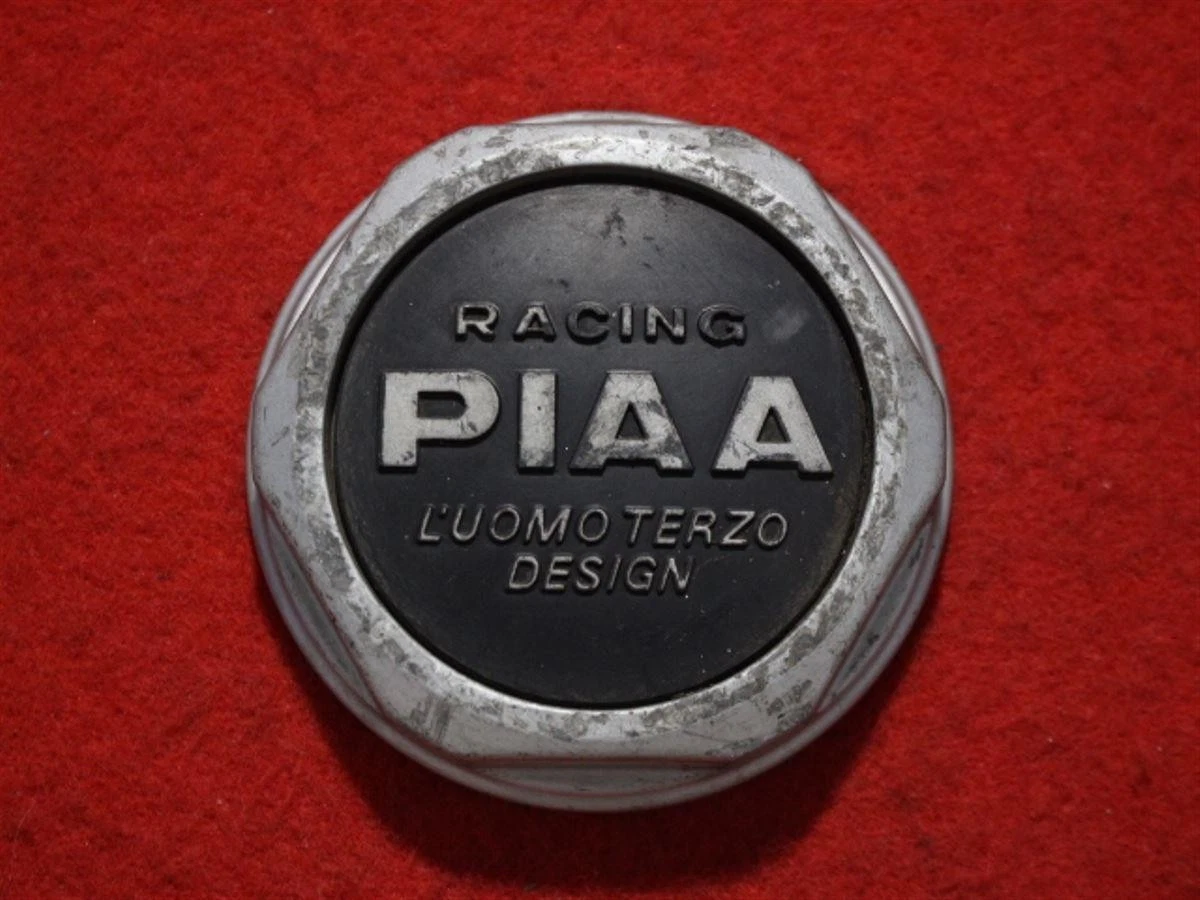 RACING
PIAA
L'UOMO TERZO
DESIGN